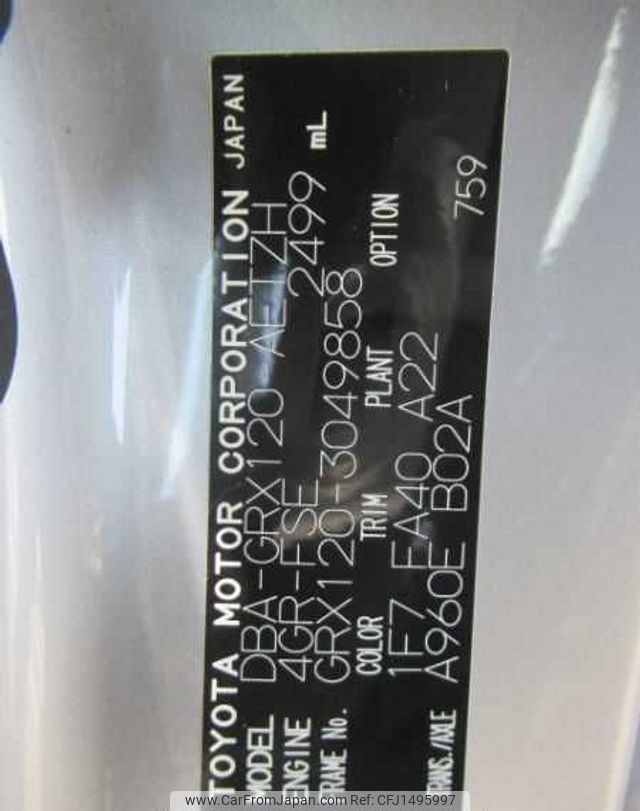 TOYOTA MOTOR CORPORATION JAPAN
MODEL DBA-GRX120 AETZH
ENGINE 4GR-FSE 2499 mL
FRAME No. GRX120-3049858
COLOR TRIM PLANT OPTION
1F7 FA40 A22
TRANS./AXLE A960E B02A 759
www.CarFromJapan.com CFJ1495997